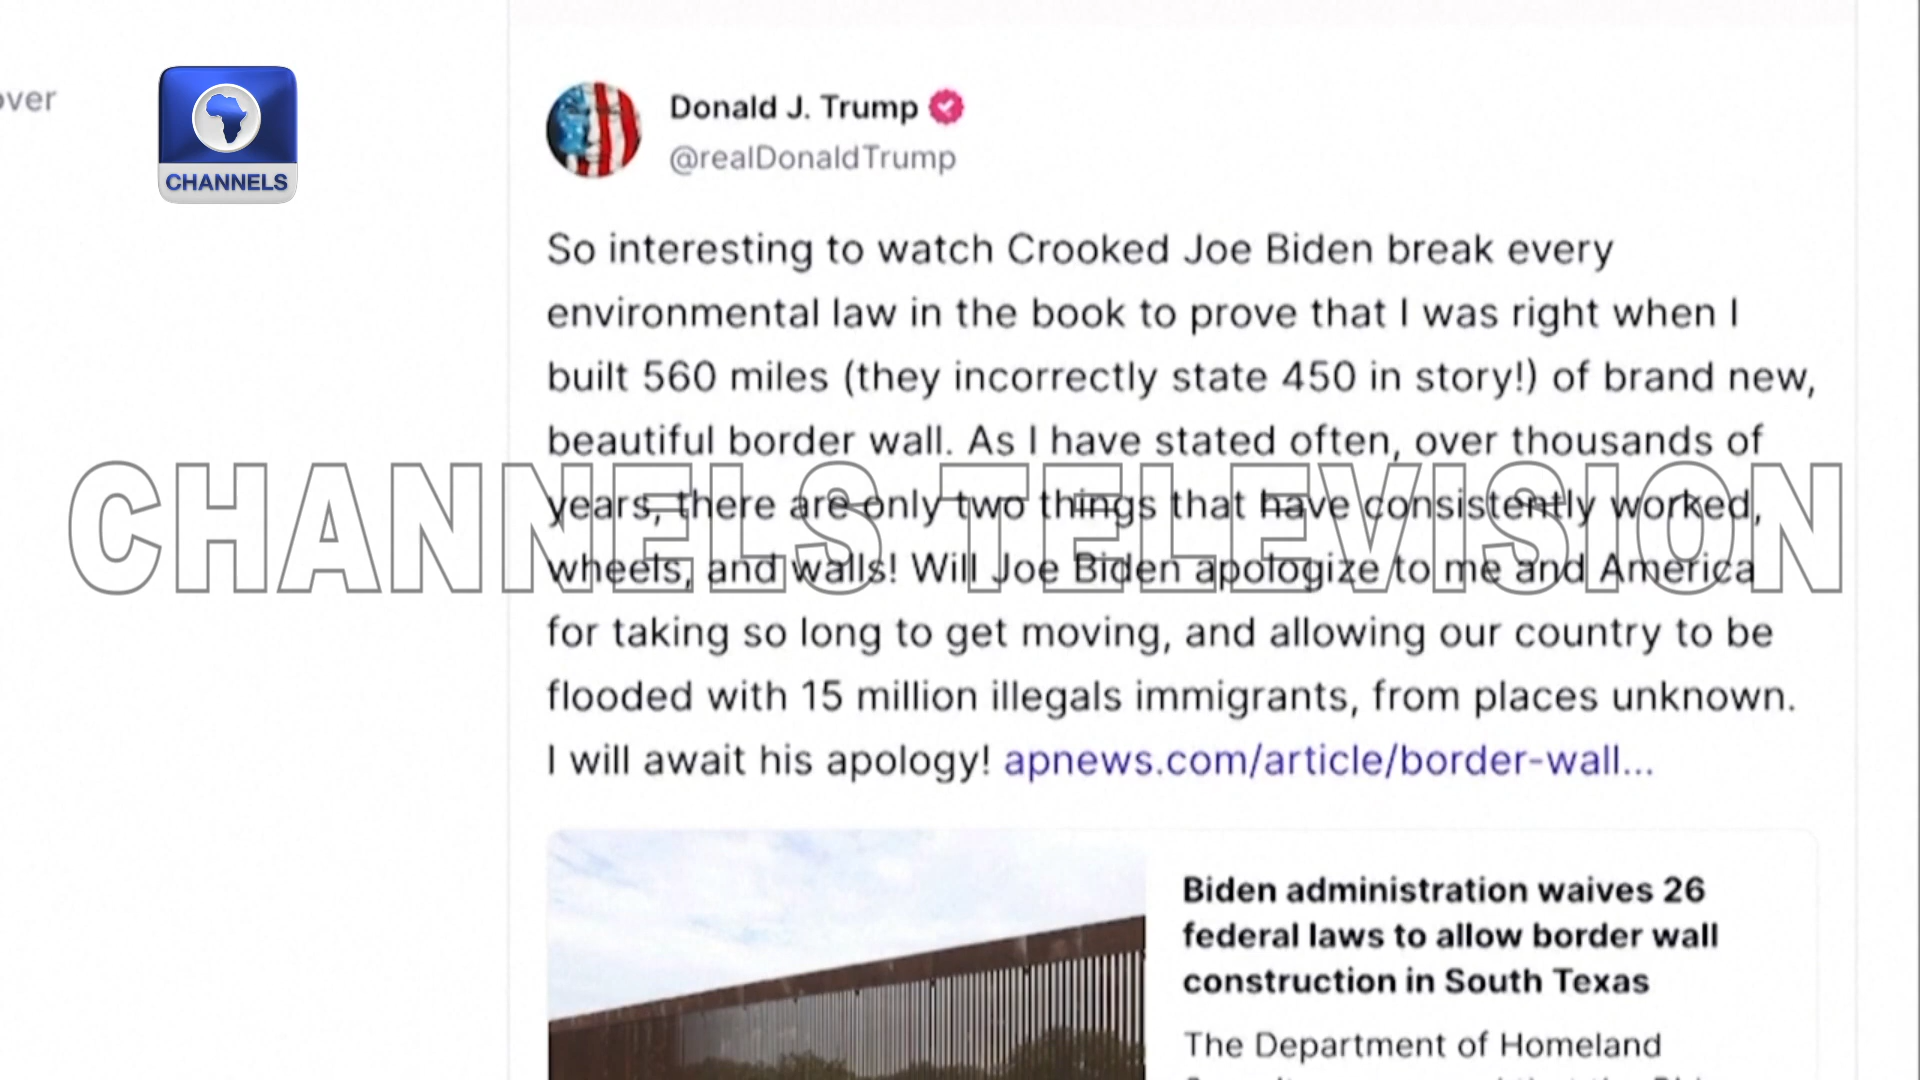 over
CHANNELS
Donald J. Trump
@realDonaldTrump
So interesting to watch Crooked Joe Biden break every
environmental law in the book to prove that I was right when I
built 560 miles (they incorrectly state 450 in story!) of brand new,
beautiful border wall. As I have stated often, over thousands of
years, there are only two things that have consistently worked,
wheels, and walls! Will Joe Biden apologize to me and America
for taking so long to get moving, and allowing our country to be
flooded with 15 million illegals immigrants, from places unknown.
I will await his apology! apnews.com/article/border-wall...
CHANNELS TELEVISION
Biden administration waives 26
federal laws to allow border wall
construction in South Texas
The Department of Homeland